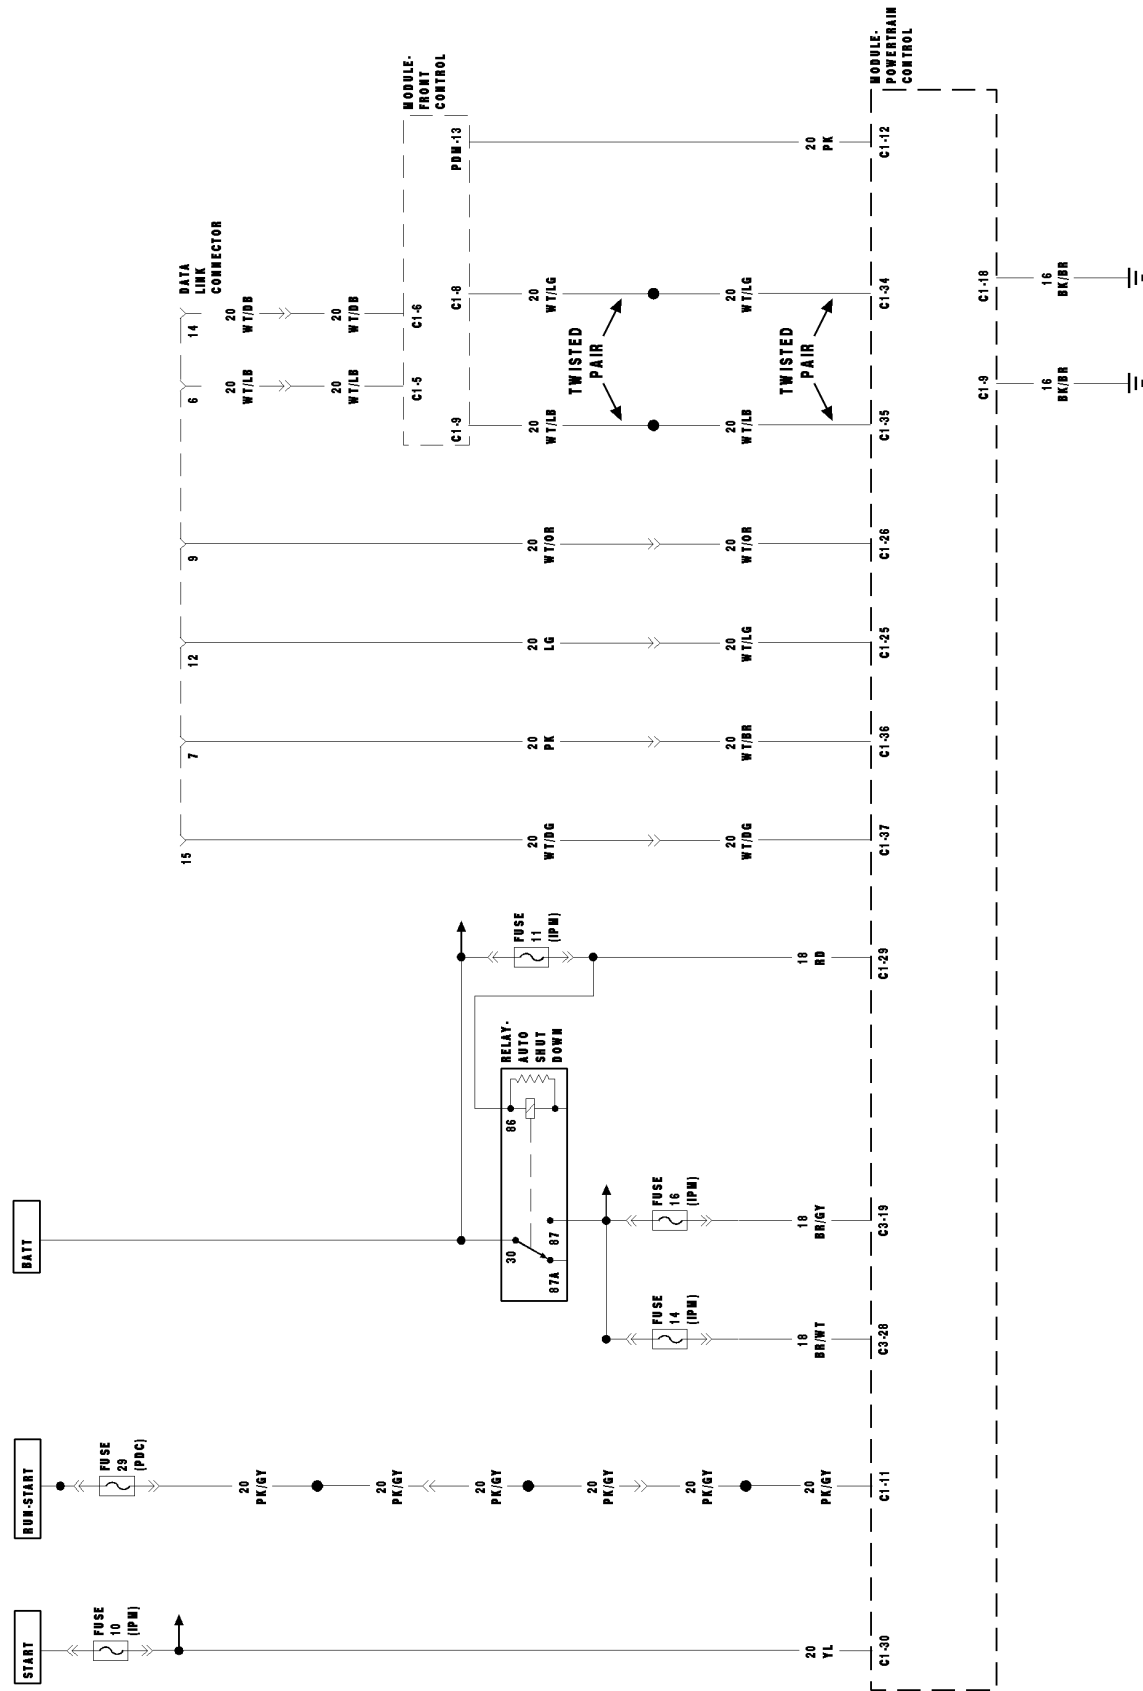 START
FUSE
10
(IPM)
20
YL
C1-30
RUN-START
FUSE
29
(PDC)
20
PK/GY
20
PK/GY
20
PK/GY
20
PK/GY
20
PK/GY
20
PK/GY
C1-11
BATT
RELAY-
AUTO
SHUT
DOWN
86
30
87
87A
FUSE
14
(IPM)
18
BR/WT
C3-28
FUSE
16
(IPM)
18
BR/GY
C3-19
FUSE
11
(IPM)
18
RD
C1-29
15
20
WT/DG
20
WT/DG
C1-37
7
20
PK
20
WT/BR
C1-36
12
20
LG
20
WT/LG
C1-25
9
20
WT/OR
20
WT/OR
C1-26
DATA
LINK
CONNECTOR
6
20
WT/LB
20
WT/LB
C1-5
14
20
WT/DB
20
WT/DB
C1-6
MODULE-
FRONT
CONTROL
C1-9
20
WT/LB
20
WT/LB
C1-35
TWISTED
PAIR
TWISTED
PAIR
C1-8
20
WT/LG
20
WT/LG
C1-34
PDM-13
20
PK
C1-12
MODULE-
POWERTRAIN
CONTROL
C1-9
16
BK/BR
C1-18
16
BK/BR